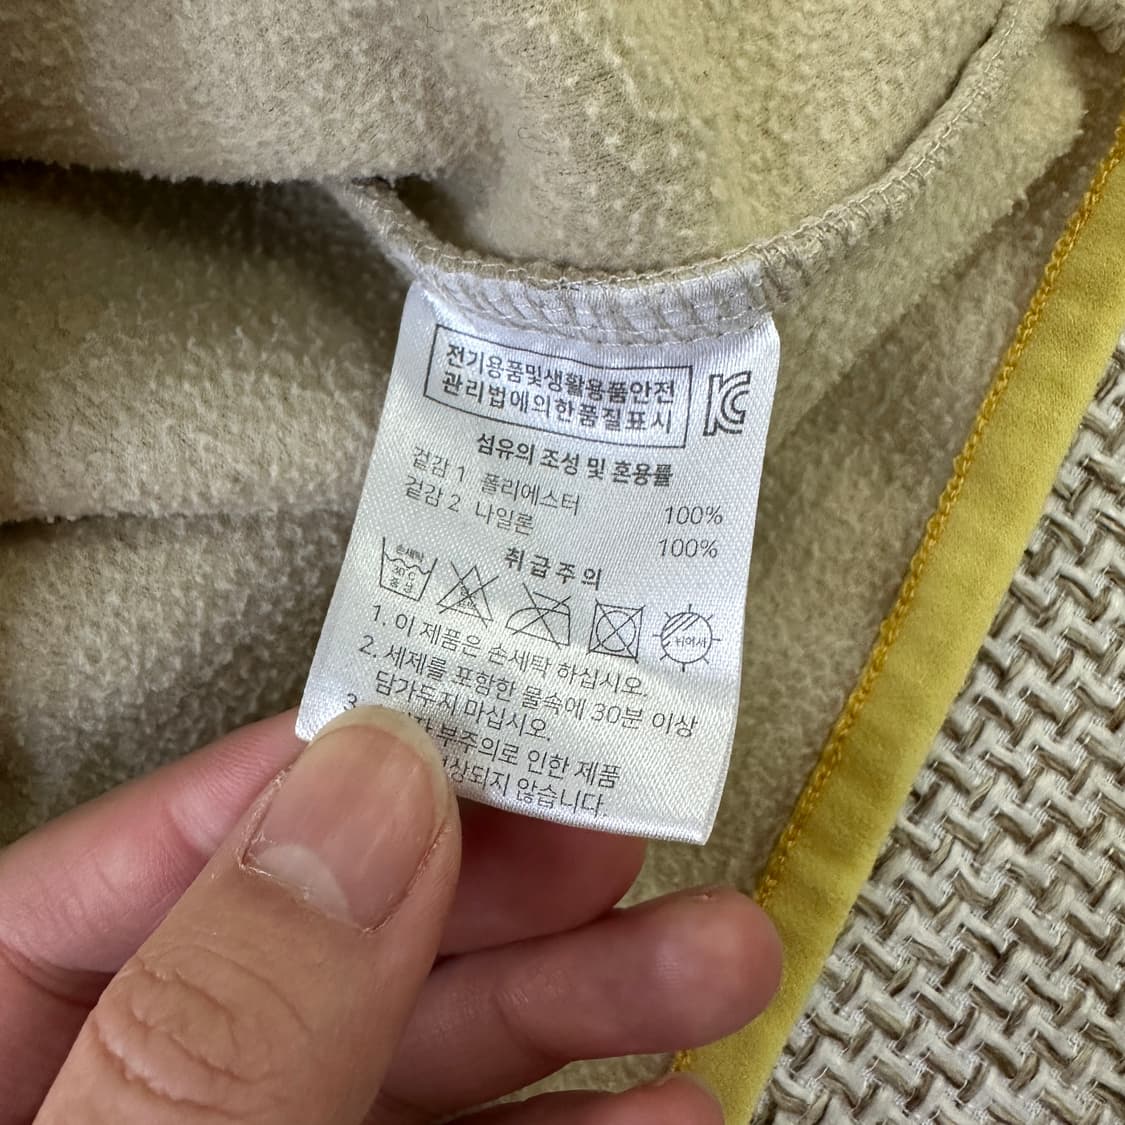 전기용품및생활용품안전
관리법에의한품질표시
섬유의 조성 및 혼용률
겉감 1 폴리에스터 100%
겉감 2 나일론 100%
취급주의
손세탁
30°C
중성
뉘어서
1. 이 제품은 손세탁 하십시오.
2. 세제를 포함한 물속에 30분 이상
담가두지 마십시오.
3. 부주의로 인한 제품
않습니다.